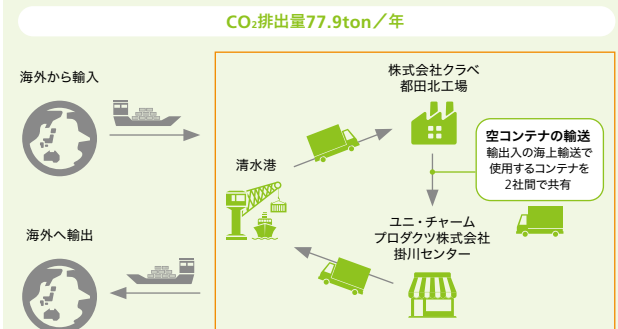 CO₂排出量77.9ton／年
海外から輸入
株式会社クラベ
都田北工場
空コンテナの輸送
輸出入の海上輸送で
使用するコンテナを
2社間で共有
清水港
海外へ輸出
ユニ・チャーム
プロダクツ株式会社
掛川センター